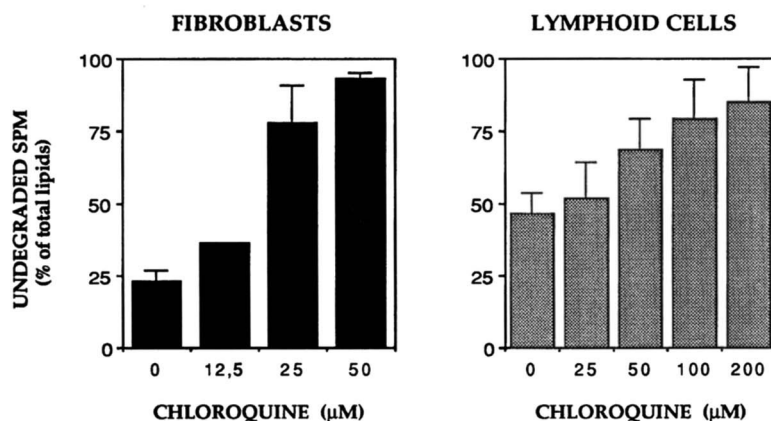 FIBROBLASTS
LYMPHOID CELLS
UNDEGRADED SPM
(% of total lipids)
100
75
50
25
0
0 12,5 25 50
CHLOROQUINE (µM)
100
75
50
25
0
0 25 50 100 200
CHLOROQUINE (µM)